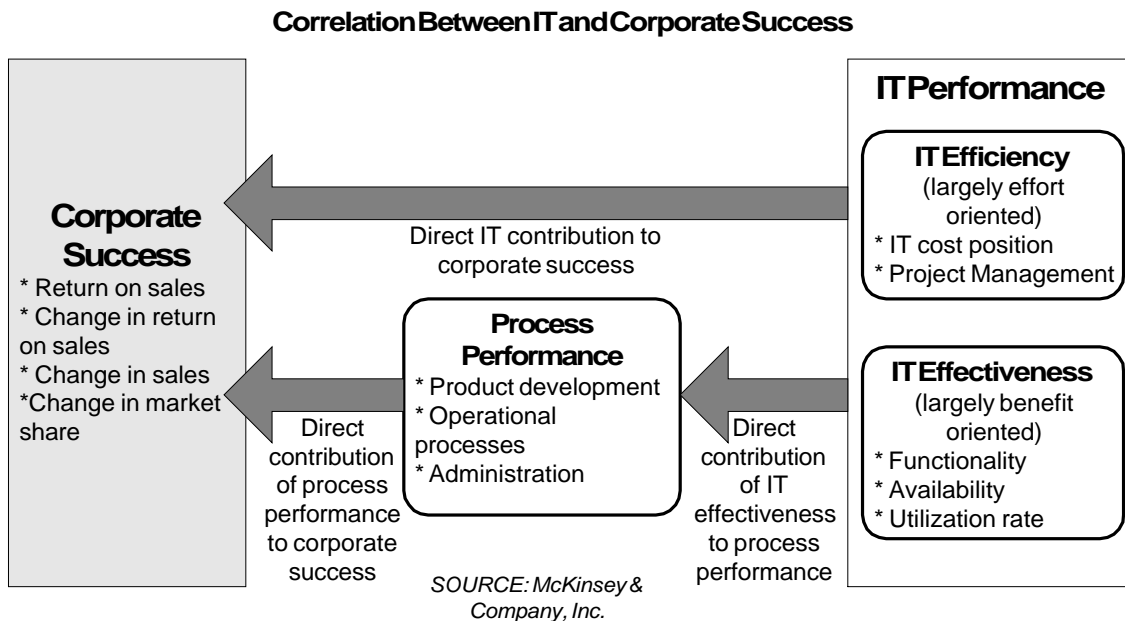 Correlation Between IT and Corporate Success
Corporate
Success
* Return on sales
* Change in return
on sales
* Change in sales
*Change in market
share
Direct IT contribution to
corporate success
Direct
contribution
of process
performance
to corporate
success
Process
Performance
* Product development
* Operational
processes
* Administration
Direct
contribution
of IT
effectiveness
to process
performance
IT Performance
IT Efficiency
(largely effort
oriented)
* IT cost position
* Project Management
IT Effectiveness
(largely benefit
oriented)
* Functionality
* Availability
* Utilization rate
SOURCE: McKinsey &
Company, Inc.